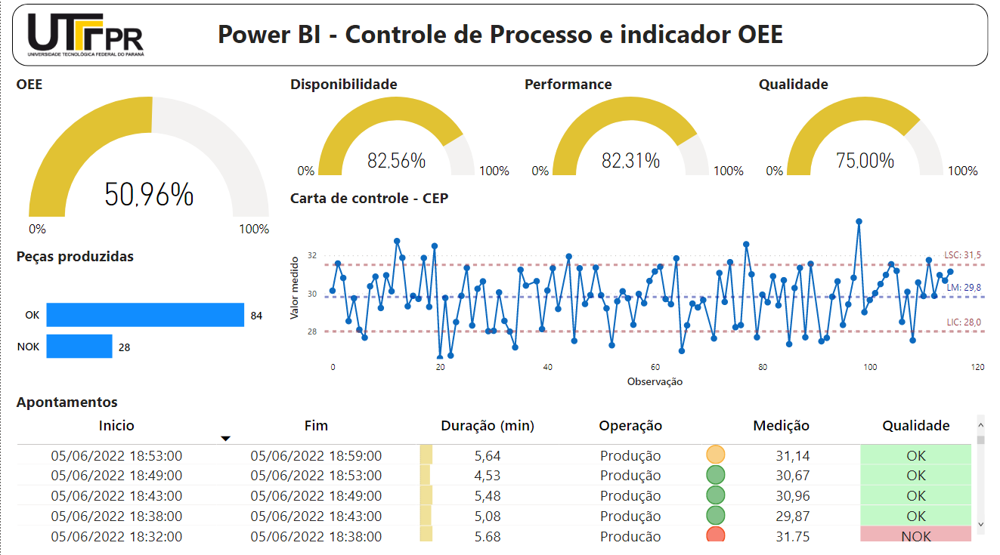 UTFPR
UNIVERSIDADE TECNOLÓGICA FEDERAL DO PARANÁ
Power BI - Controle de Processo e indicador OEE
OEE
50,96%
0% 100%
Disponibilidade
82,56%
0% 100%
Performance
82,31%
0% 100%
Qualidade
75,00%
0% 100%
Peças produzidas
OK 84
NOK 28
Carta de controle - CEP
Valor medido
32
30
28
LSC: 31,5
LM: 29,8
LIC: 28,0
0 20 40 60 80 100 120
Observação
Apontamentos
Inicio Fim Duração (min) Operação Medição Qualidade
05/06/2022 18:53:00 05/06/2022 18:59:00 5,64 Produção 31,14 OK
05/06/2022 18:49:00 05/06/2022 18:53:00 4,53 Produção 30,67 OK
05/06/2022 18:43:00 05/06/2022 18:49:00 5,48 Produção 30,96 OK
05/06/2022 18:38:00 05/06/2022 18:43:00 5,08 Produção 29,87 OK
05/06/2022 18:32:00 05/06/2022 18:38:00 5,68 Produção 31,75 NOK